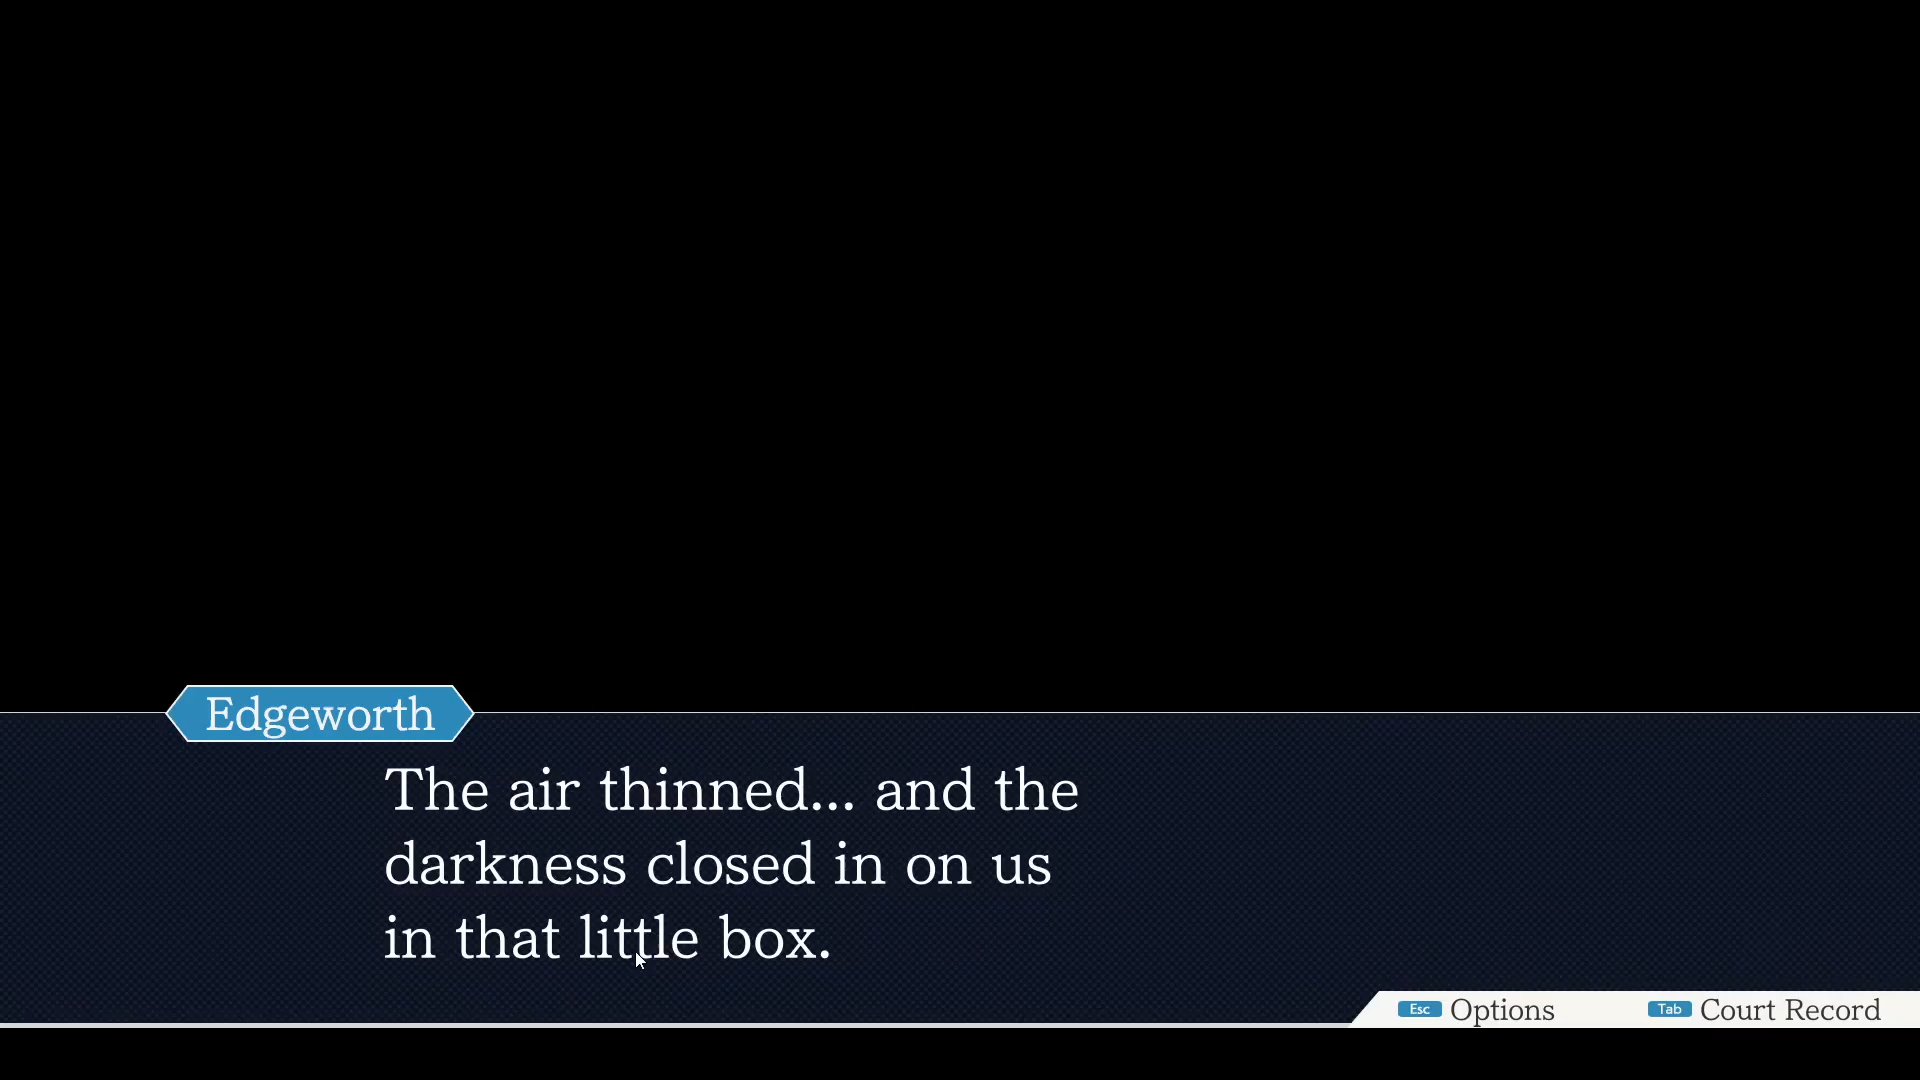 Edgeworth
The air thinned... and the
darkness closed in on us
in that little box.
Esc Options Tab Court Record